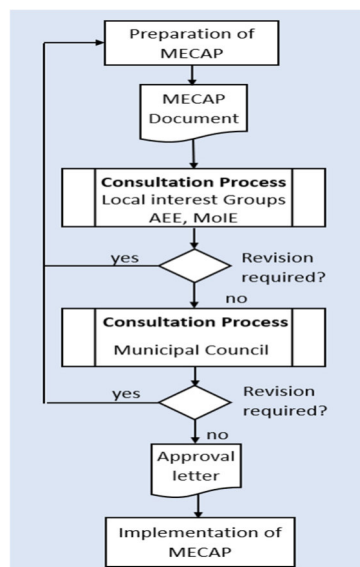 Preparation of
MECAP
MECAP
Document
Consultation Process
Local interest Groups
AEE, MoIE
yes
Revision
required?
no
Consultation Process
Municipal Council
yes
Revision
required?
no
Approval
letter
Implementation of
MECAP